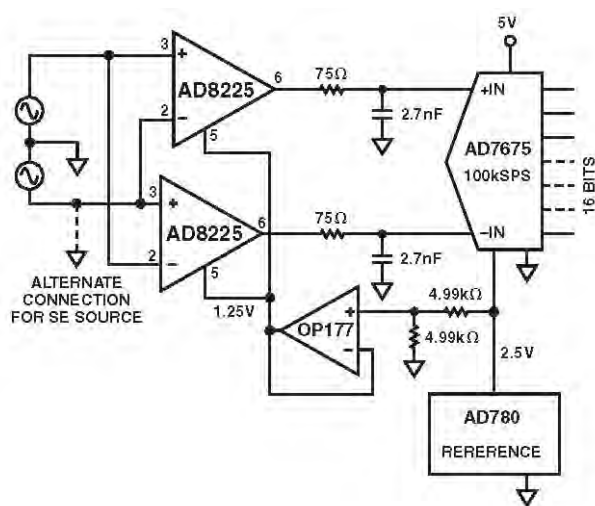 5V
3
+
AD8225
2
−
5
6
75Ω
2.7nF
+IN
AD7675
100kSPS
−IN
16 BITS
3
+
AD8225
2
−
5
6
75Ω
2.7nF
ALTERNATE
CONNECTION
FOR SE SOURCE
1.25V
OP177
+
−
4.99kΩ
4.99kΩ
2.5V
AD780
RERERENCE